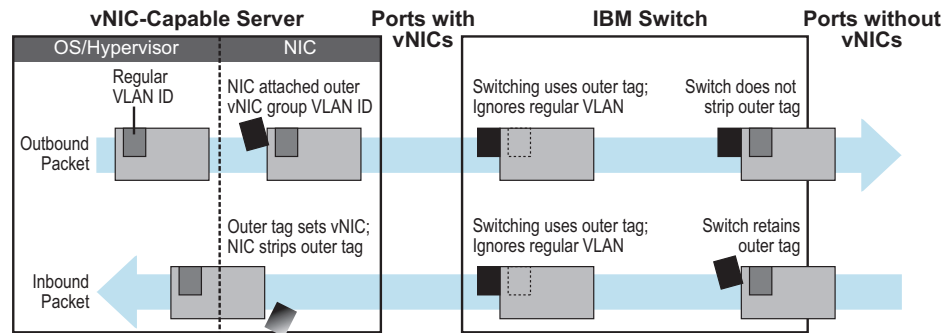 vNIC-Capable Server
Ports with
vNICs
IBM Switch
Ports without
vNICs
OS/Hypervisor
NIC
Regular
VLAN ID
NIC attached outer
vNIC group VLAN ID
Switching uses outer tag;
Ignores regular VLAN
Switch does not
strip outer tag
Outbound
Packet
Outer tag sets vNIC;
NIC strips outer tag
Switching uses outer tag;
Ignores regular VLAN
Switch retains
outer tag
Inbound
Packet